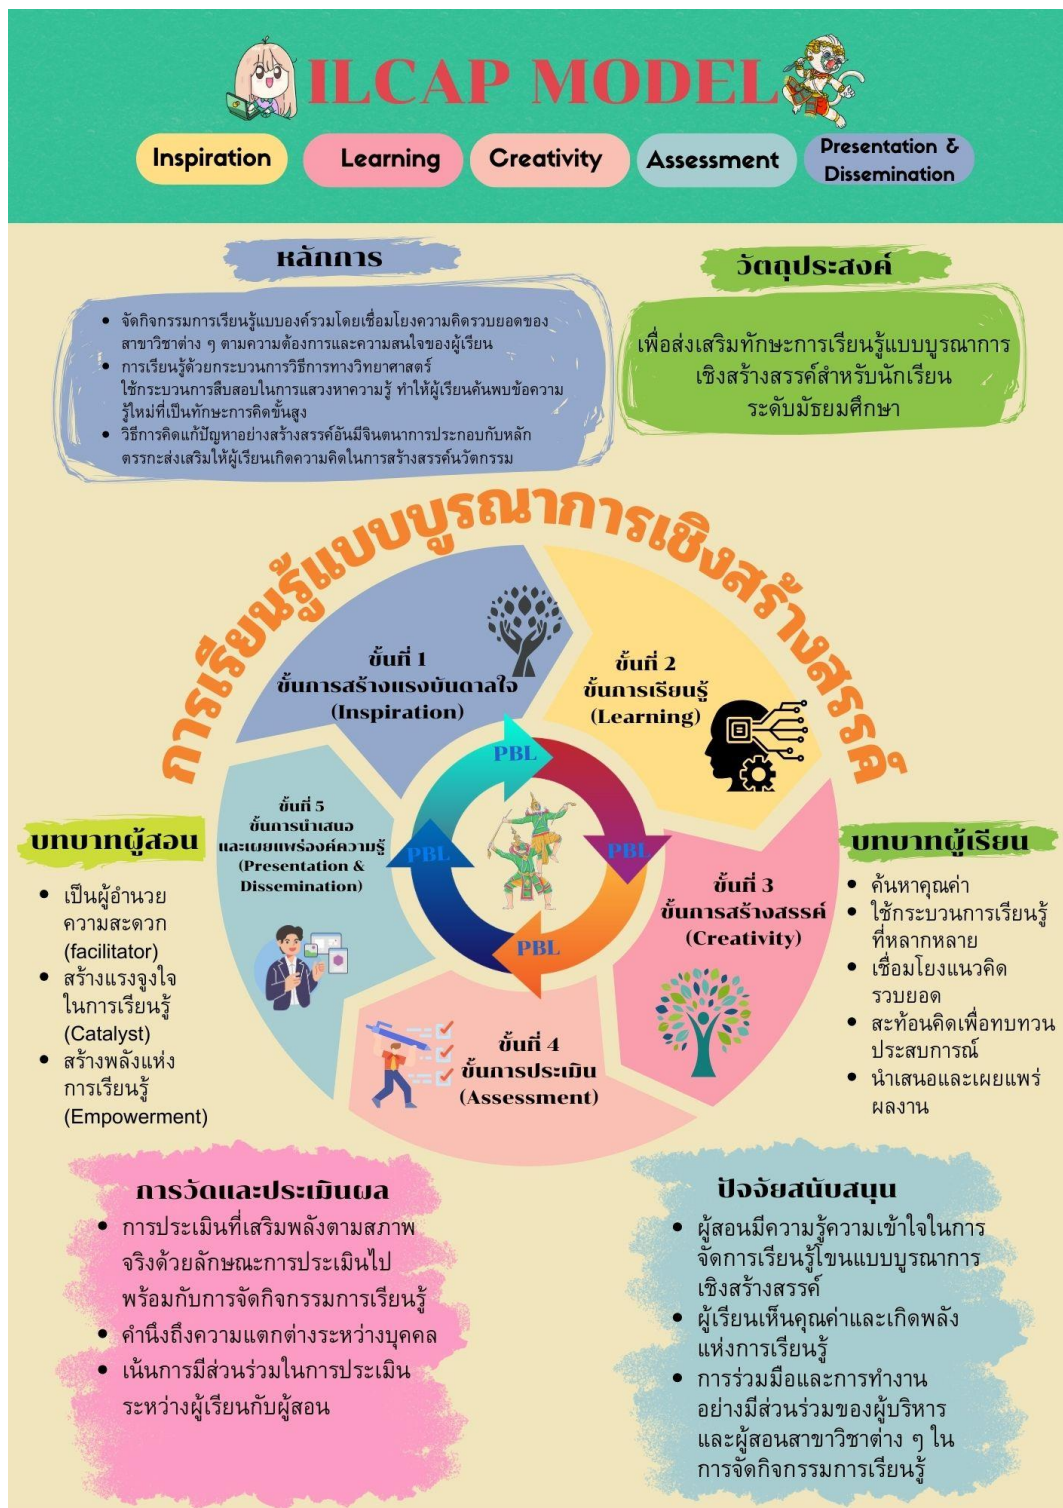 ILCAP MODEL
Inspiration
Learning
Creativity
Assessment
Presentation &
Dissemination
หลักการ
• จัดกิจกรรมการเรียนรู้แบบองค์รวมโดยเชื่อมโยงความคิดรวบยอดของ
สาขาวิชาต่าง ๆ ตามความต้องการและความสนใจของผู้เรียน
• การเรียนรู้ด้วยกระบวนการวิธีการทางวิทยาศาสตร์
ใช้กระบวนการสืบสอบในการแสวงหาความรู้ ทำให้ผู้เรียนค้นพบข้อความ
รู้ใหม่ที่เป็นทักษะการคิดขั้นสูง
• วิธีการคิดแก้ปัญหาอย่างสร้างสรรค์อันมีจินตนาการประกอบกับหลัก
ตรรกะส่งเสริมให้ผู้เรียนเกิดความคิดในการสร้างสรรค์นวัตกรรม
วัตถุประสงค์
เพื่อส่งเสริมทักษะการเรียนรู้แบบบูรณาการ
เชิงสร้างสรรค์สำหรับนักเรียน
ระดับมัธยมศึกษา
การเรียนรู้แบบบูรณาการเชิงสร้างสรรค์
ขั้นที่ 1
ขั้นการสร้างแรงบันดาลใจ
(Inspiration)
ขั้นที่ 2
ขั้นการเรียนรู้
(Learning)
ขั้นที่ 3
ขั้นการสร้างสรรค์
(Creativity)
ขั้นที่ 4
ขั้นการประเมิน
(Assessment)
ขั้นที่ 5
ขั้นการนำเสนอ
และเผยแพร่องค์ความรู้
(Presentation &
Dissemination)
PBL
PBL
PBL
PBL
บทบาทผู้สอน
• เป็นผู้อำนวย
ความสะดวก
(facilitator)
• สร้างแรงจูงใจ
ในการเรียนรู้
(Catalyst)
• สร้างพลังแห่ง
การเรียนรู้
(Empowerment)
บทบาทผู้เรียน
• ค้นหาคุณค่า
• ใช้กระบวนการเรียนรู้
ที่หลากหลาย
• เชื่อมโยงแนวคิด
รวบยอด
• สะท้อนคิดเพื่อทบทวน
ประสบการณ์
• นำเสนอและเผยแพร่
ผลงาน
การวัดและประเมินผล
• การประเมินที่เสริมพลังตามสภาพ
จริงด้วยลักษณะการประเมินไป
พร้อมกับการจัดกิจกรรมการเรียนรู้
• คำนึงถึงความแตกต่างระหว่างบุคคล
• เน้นการมีส่วนร่วมในการประเมิน
ระหว่างผู้เรียนกับผู้สอน
ปัจจัยสนับสนุน
• ผู้สอนมีความรู้ความเข้าใจในการ
จัดการเรียนรู้โขนแบบบูรณาการ
เชิงสร้างสรรค์
• ผู้เรียนเห็นคุณค่าและเกิดพลัง
แห่งการเรียนรู้
• การร่วมมือและการทำงาน
อย่างมีส่วนร่วมของผู้บริหาร
และผู้สอนสาขาวิชาต่าง ๆ ใน
การจัดกิจกรรมการเรียนรู้